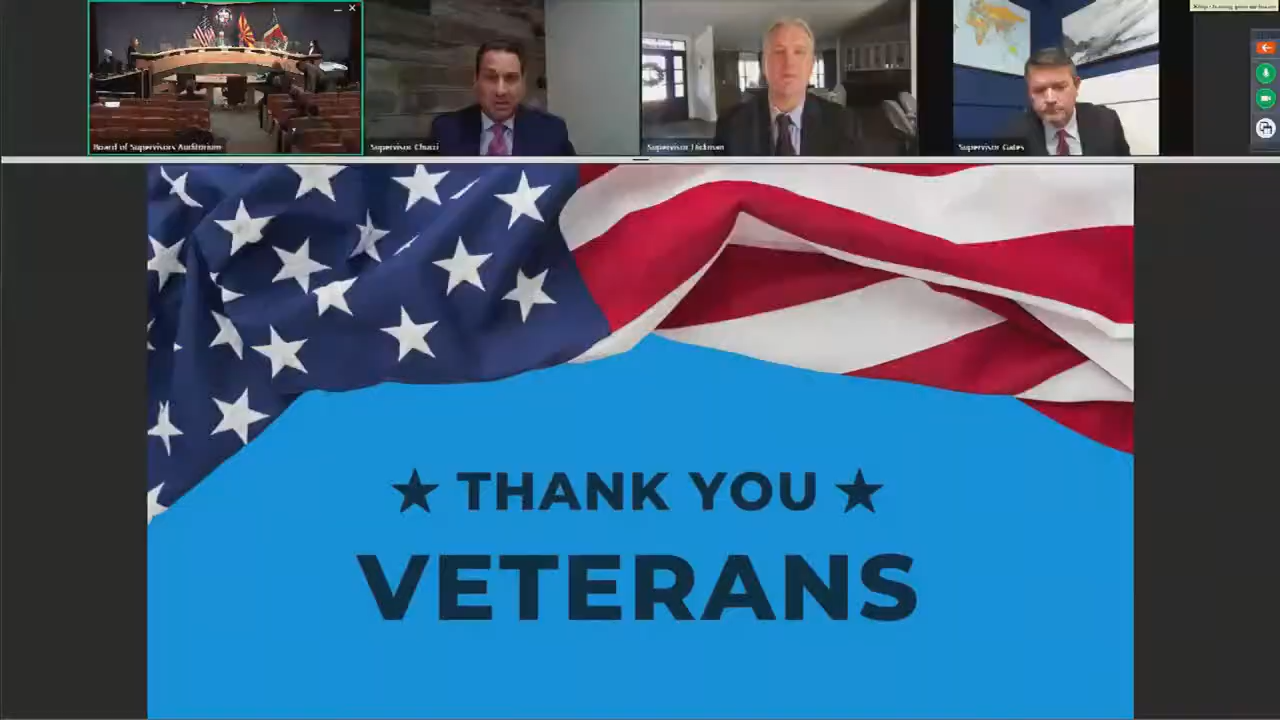 Board of Supervisors Auditorium
Supervisor Chucri
Supervisor Hickman
Supervisor Gates
★ THANK YOU ★
VETERANS